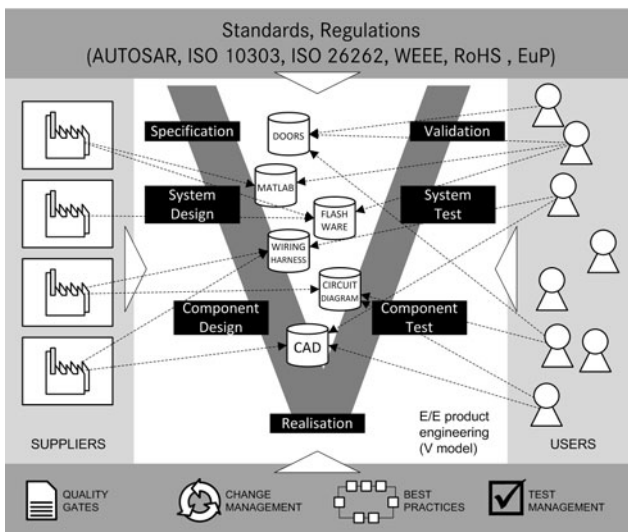 Standards, Regulations
(AUTOSAR, ISO 10303, ISO 26262, WEEE, RoHS , EuP)
Specification
DOORS
Validation
MATLAB
System
Design
FLASH
WARE
System
Test
WIRING
HARNESS
CIRCUIT
DIAGRAM
Component
Design
Component
Test
CAD
Realisation
E/E product
engineering
(V model)
SUPPLIERS
USERS
QUALITY
GATES
CHANGE
MANAGEMENT
BEST
PRACTICES
TEST
MANAGEMENT